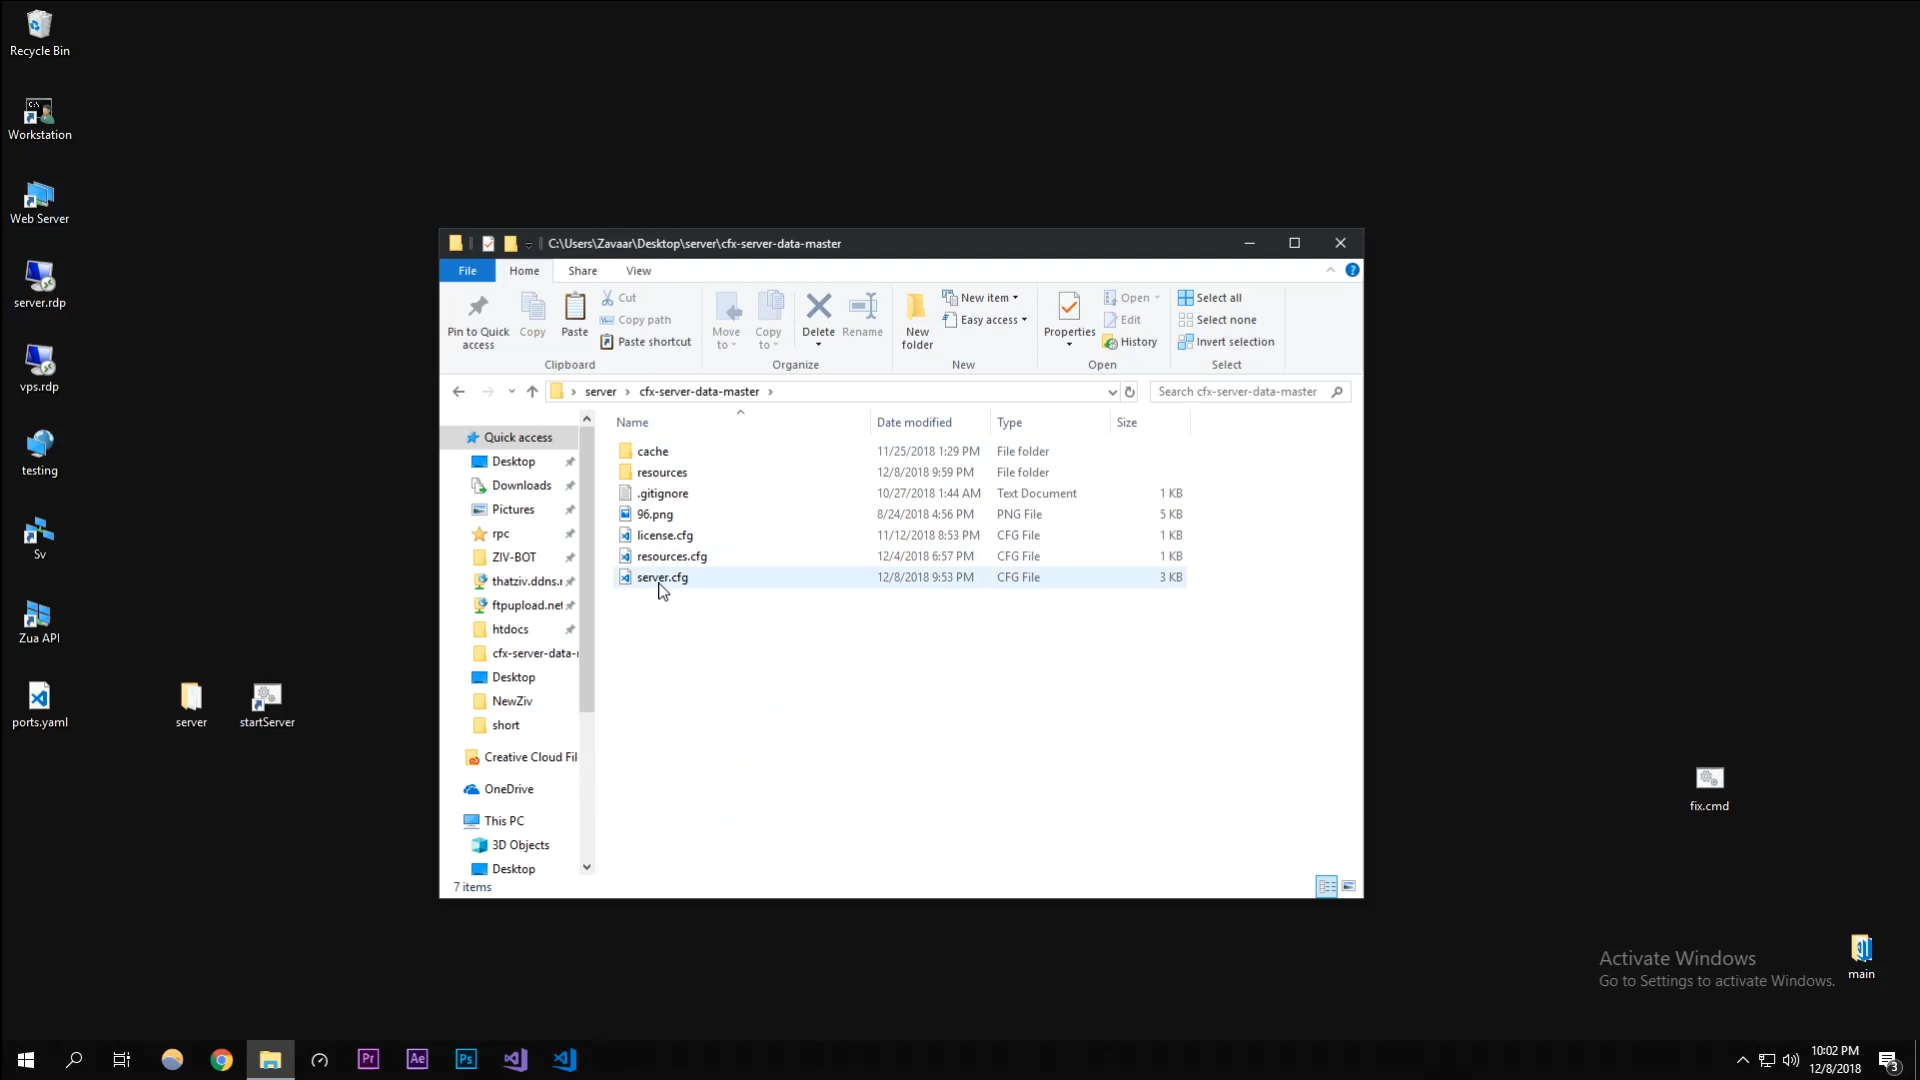 Recycle Bin
Workstation
Web Server
server.rdp
vps.rdp
testing
Sv
Zua API
ports.yaml
server
startServer
C:\Users\Zavaar\Desktop\server\cfx-server-data-master
File
Home
Share
View
Pin to Quick
access
Copy
Paste
Cut
Copy path
Paste shortcut
Clipboard
Move
to
Copy
to
Delete
Rename
Organize
New
folder
New item
Easy access
New
Properties
Open
Edit
History
Open
Select all
Select none
Invert selection
Select
server
cfx-server-data-master
Search cfx-server-data-master
Quick access
Desktop
Downloads
Pictures
rpc
ZIV-BOT
thatziv.ddns.r
ftpupload.net
htdocs
cfx-server-data-
Desktop
NewZiv
short
Creative Cloud Fil
OneDrive
This PC
3D Objects
Desktop
Name Date modified Type Size
cache 11/25/2018 1:29 PM File folder
resources 12/8/2018 9:59 PM File folder
.gitignore 10/27/2018 1:44 AM Text Document 1 KB
96.png 8/24/2018 4:56 PM PNG File 5 KB
license.cfg 11/12/2018 8:53 PM CFG File 1 KB
resources.cfg 12/4/2018 6:57 PM CFG File 1 KB
server.cfg 12/8/2018 9:53 PM CFG File 3 KB
7 items
fix.cmd
main
Activate Windows
Go to Settings to activate Windows.
Pr
Ae
Ps
10:02 PM
12/8/2018
3